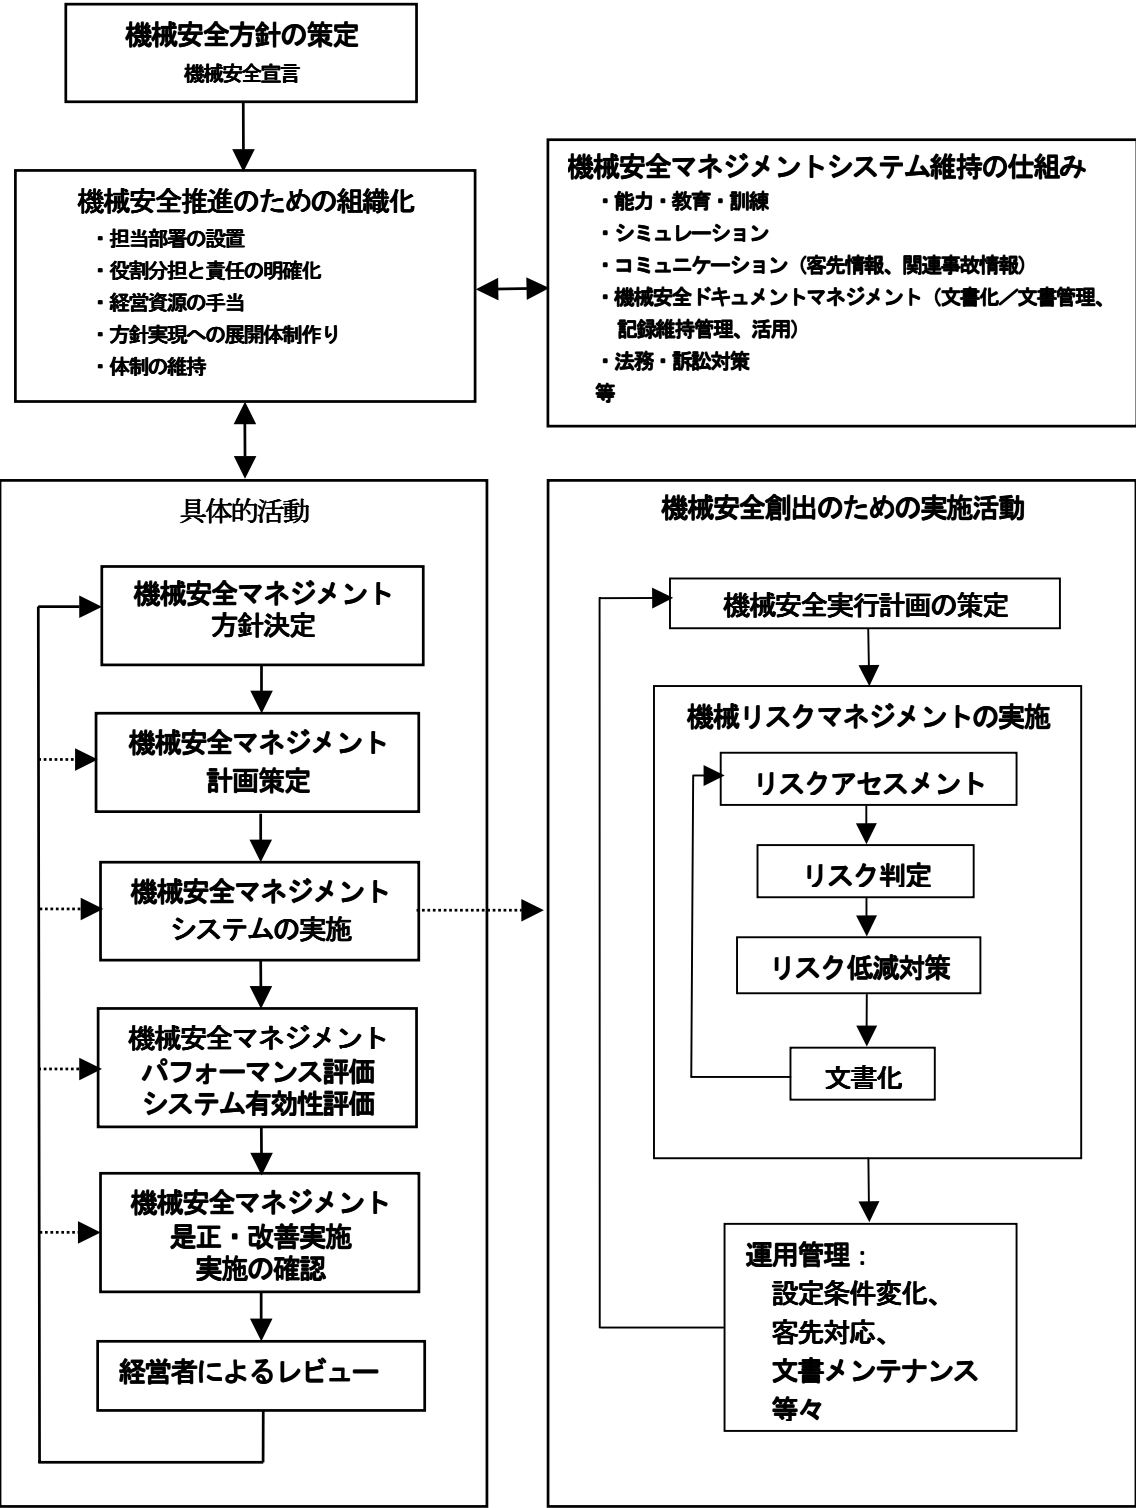 機械安全方針の策定
機械安全宣言
機械安全推進のための組織化
・担当部署の設置
・役割分担と責任の明確化
・経営資源の手当
・方針実現への展開体制作り
・体制の維持
機械安全マネジメントシステム維持の仕組み
・能力・教育・訓練
・シミュレーション
・コミュニケーション（客先情報、関連事故情報）
・機械安全ドキュメントマネジメント（文書化／文書管理、
記録維持管理、活用）
・法務・訴訟対策
等
具体的活動
機械安全マネジメント
方針決定
機械安全マネジメント
計画策定
機械安全マネジメント
システムの実施
機械安全マネジメント
パフォーマンス評価
システム有効性評価
機械安全マネジメント
是正・改善実施
実施の確認
経営者によるレビュー
機械安全創出のための実施活動
機械安全実行計画の策定
機械リスクマネジメントの実施
リスクアセスメント
リスク判定
リスク低減対策
文書化
運用管理：
設定条件変化、
客先対応、
文書メンテナンス
等々